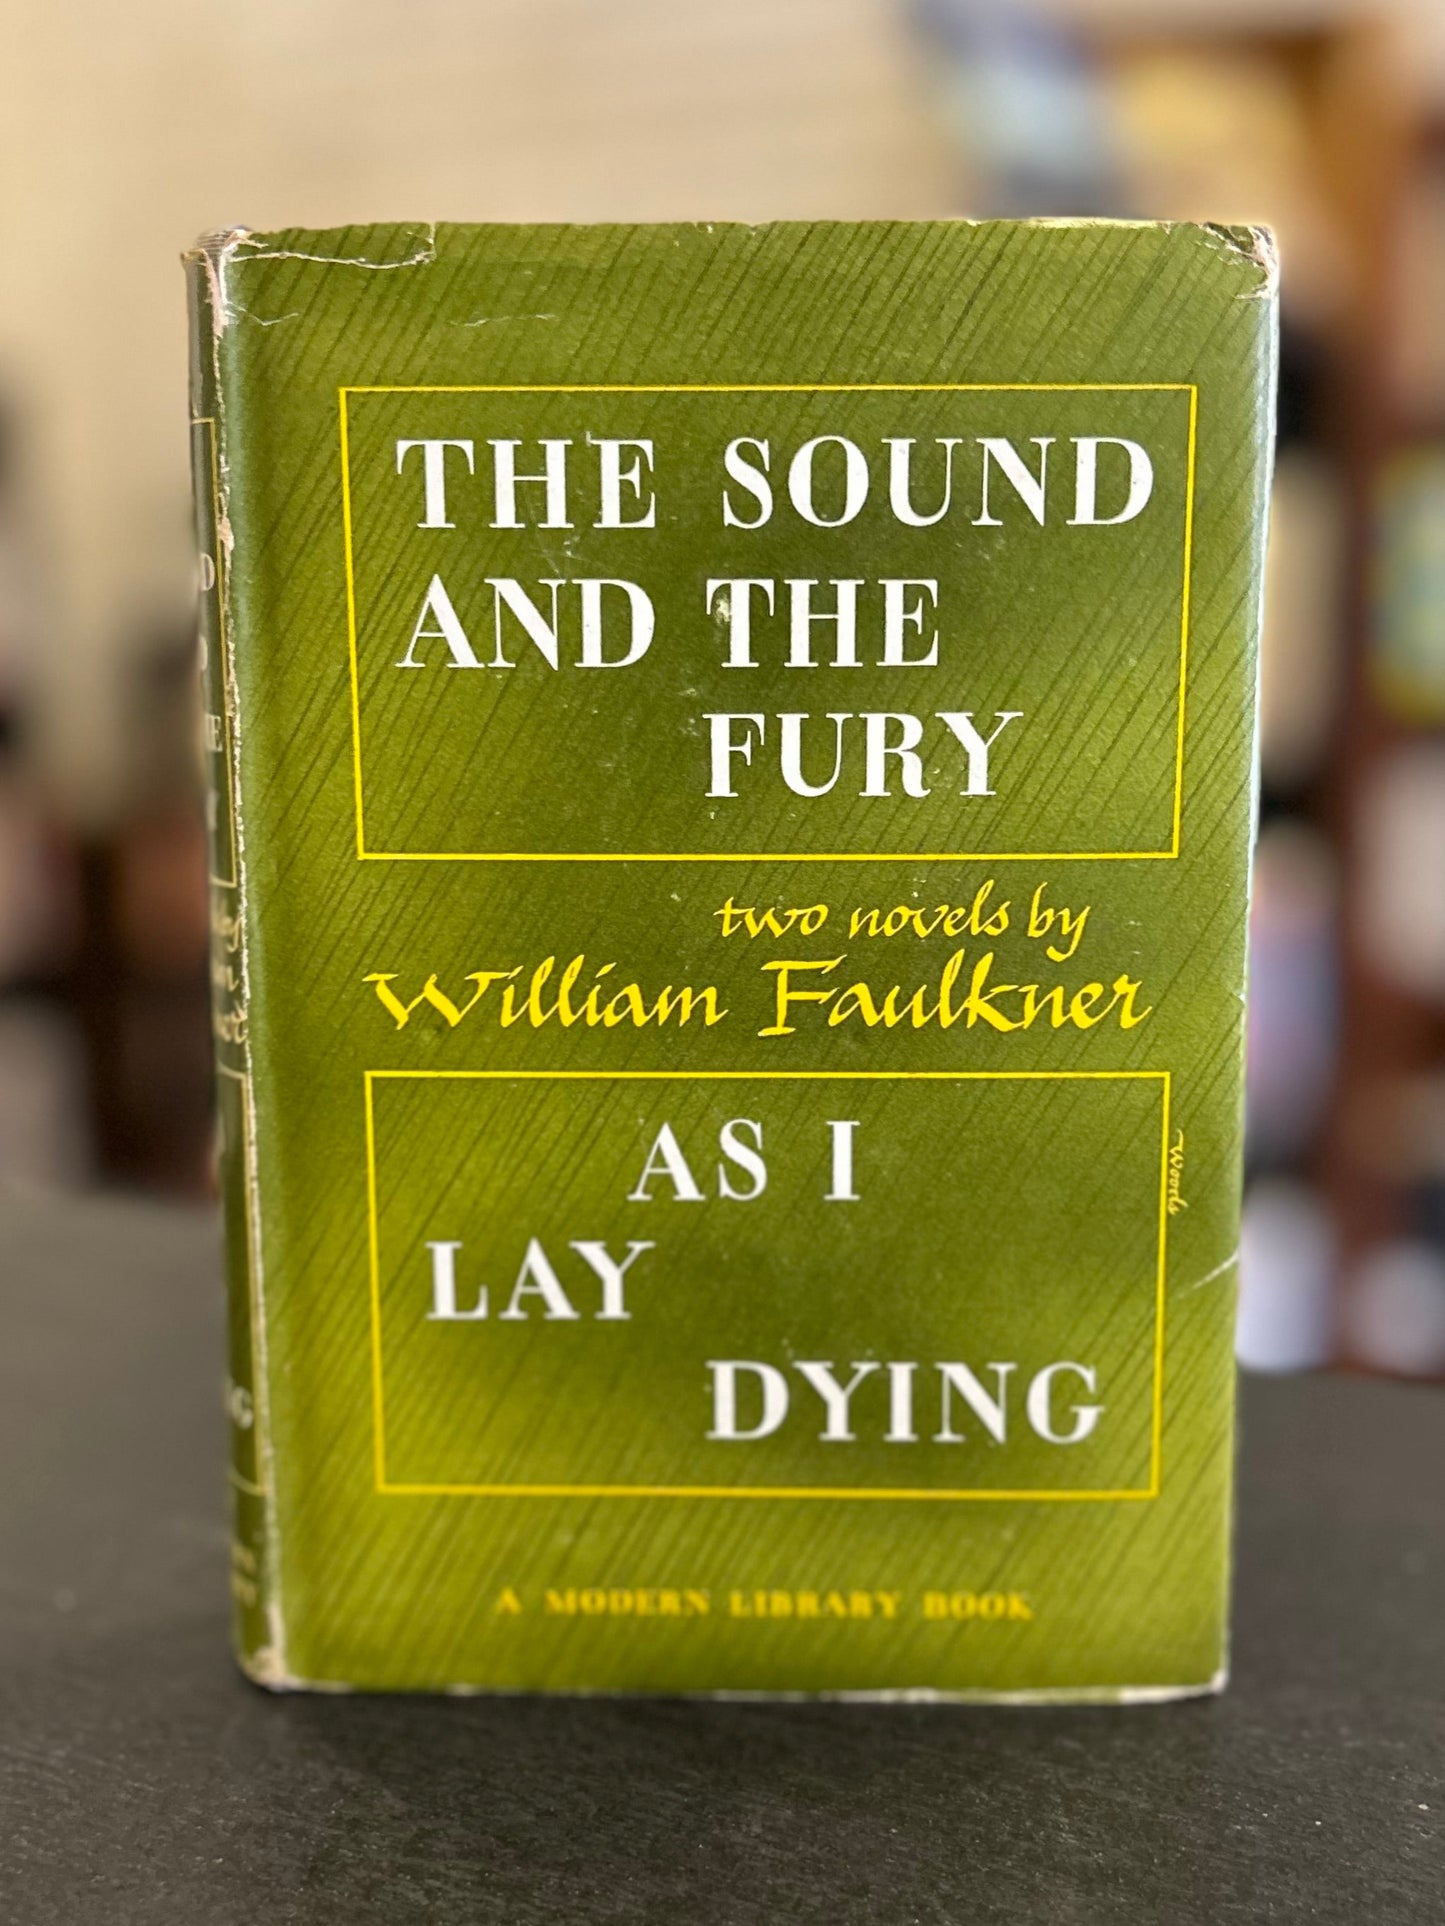 THE SOUND
AND THE
FURY
two novels by
William Faulkner
AS I
LAY
DYING
A MODERN LIBRARY BOOK